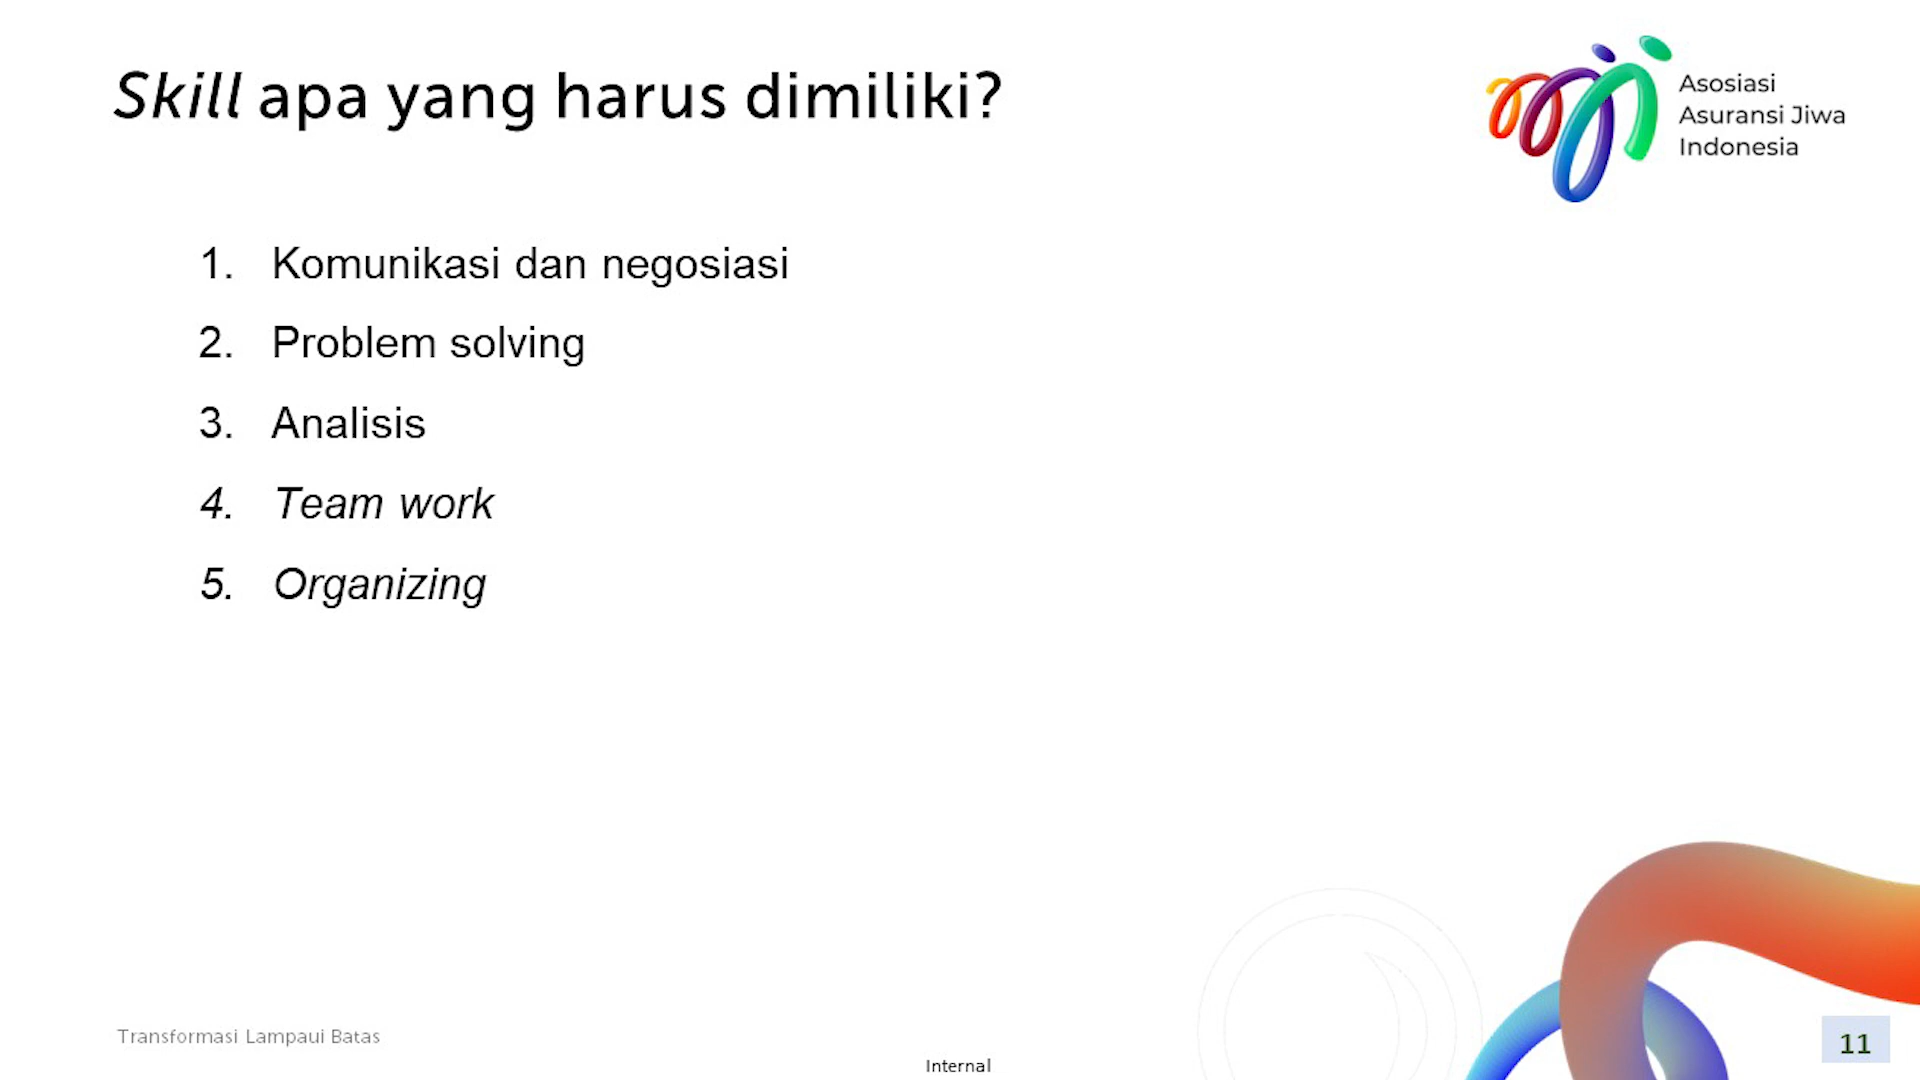 Skill apa yang harus dimiliki?
Asosiasi
Asuransi Jiwa
Indonesia
1. Komunikasi dan negosiasi
2. Problem solving
3. Analisis
4. Team work
5. Organizing
Transformasi Lampaui Batas
Internal
11